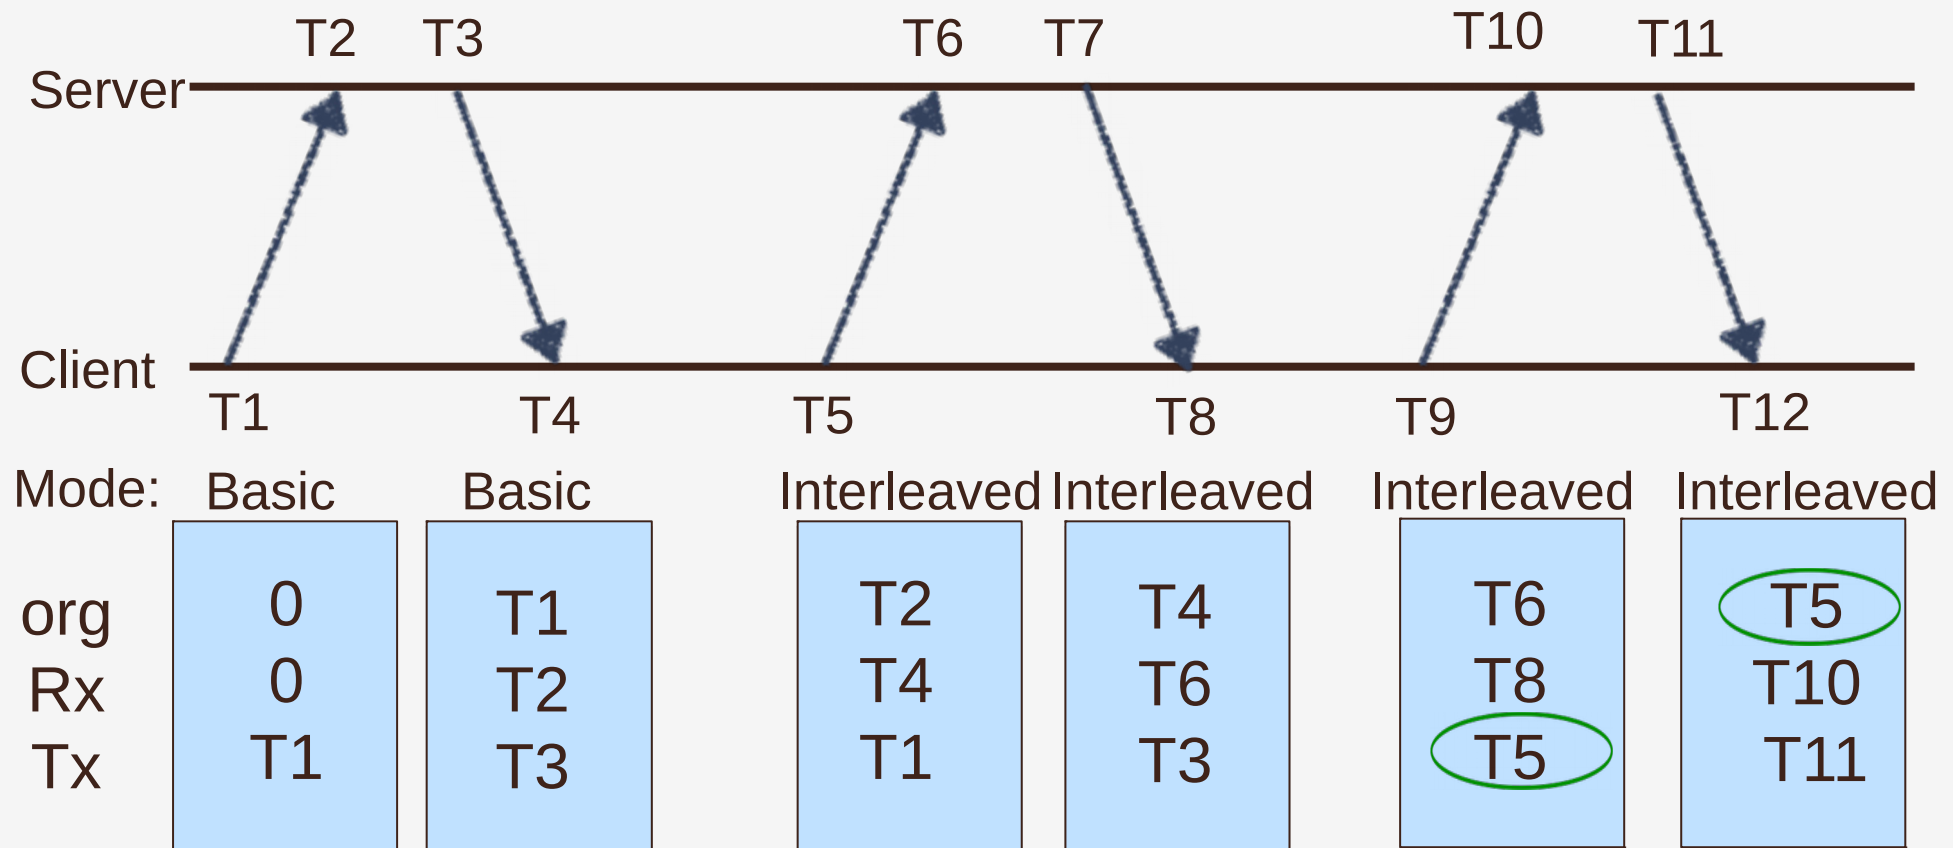 T2 T3 T6 T7 T10 T11
Server
Client
T1 T4 T5 T8 T9 T12
Mode: Basic Basic Interleaved Interleaved Interleaved Interleaved
org 0 T1 T2 T4 T6 T5
Rx 0 T2 T4 T6 T8 T10
Tx T1 T3 T1 T3 T5 T11